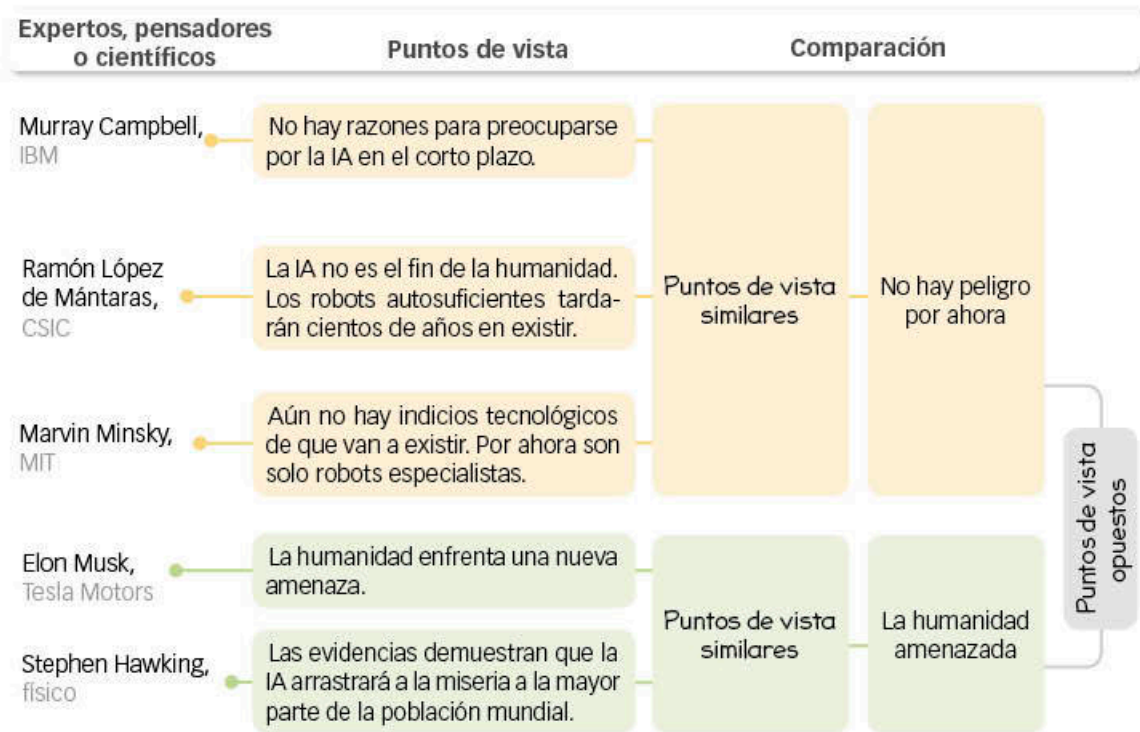 Expertos, pensadores
o científicos
Puntos de vista
Comparación
Murray Campbell,
IBM
No hay razones para preocuparse
por la IA en el corto plazo.
Ramón López
de Mántaras,
CSIC
La IA no es el fin de la humanidad.
Los robots autosuficientes tarda-
rán cientos de años en existir.
Marvin Minsky,
MIT
Aún no hay indicios tecnológicos
de que van a existir. Por ahora son
solo robots especialistas.
Puntos de vista
similares
No hay peligro
por ahora
Elon Musk,
Tesla Motors
La humanidad enfrenta una nueva
amenaza.
Stephen Hawking,
físico
Las evidencias demuestran que la
IA arrastrará a la miseria a la mayor
parte de la población mundial.
Puntos de vista
similares
La humanidad
amenazada
Puntos de vista
opuestos